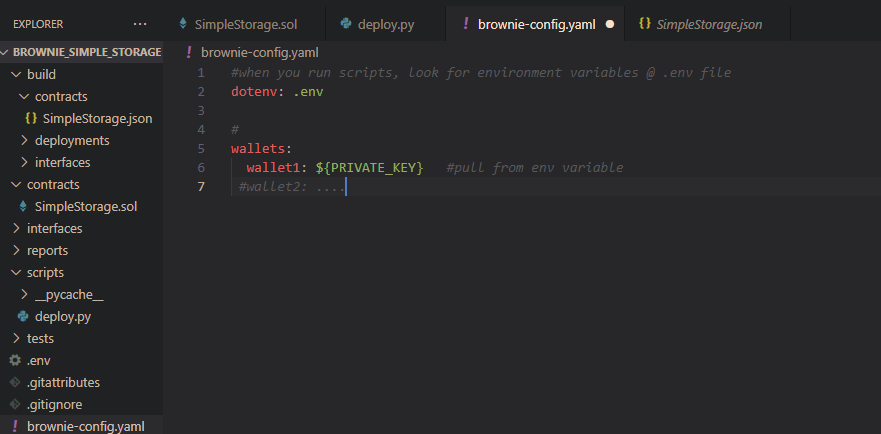 EXPLORER ···
SimpleStorage.sol
deploy.py
! brownie-config.yaml
{} SimpleStorage.json
BROWNIE_SIMPLE_STORAGE
build
contracts
{} SimpleStorage.json
deployments
interfaces
contracts
SimpleStorage.sol
interfaces
reports
scripts
__pycache__
deploy.py
tests
.env
.gitattributes
.gitignore
! brownie-config.yaml
! brownie-config.yaml
1 #when you run scripts, look for environment variables @ .env file
2 dotenv: .env
3
4 #
5 wallets:
6 wallet1: ${PRIVATE_KEY} #pull from env variable
7 #wallet2: ....